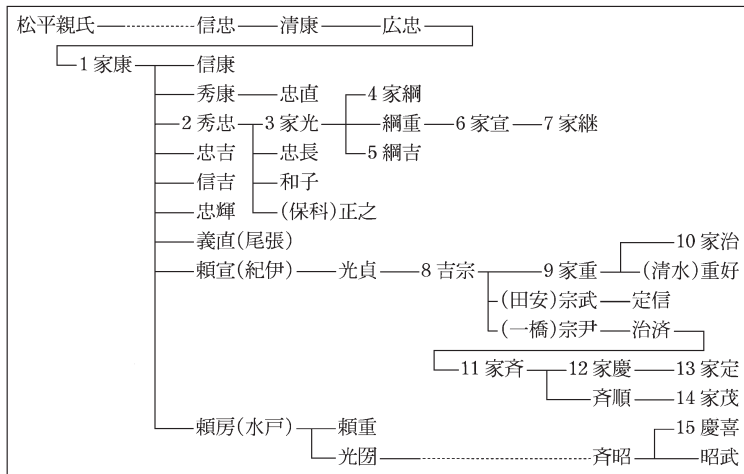 松平親氏 信忠 清康 広忠
1 家康 信康
秀康 忠直 4 家綱
2 秀忠 3 家光 綱重 6 家宣 7 家継
忠吉 忠長 5 綱吉
信吉 和子
忠輝 (保科)正之
義直(尾張) 10 家治
頼宣(紀伊) 光貞 8 吉宗 9 家重 (清水)重好
(田安)宗武 定信
(一橋)宗尹 治済
11 家斉 12 家慶 13 家定
斉順 14 家茂
頼房(水戸) 頼重 15 慶喜
光圀 斉昭 昭武